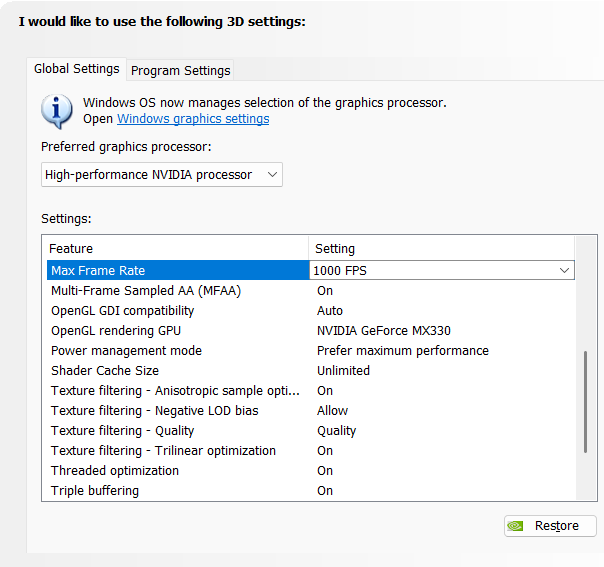 I would like to use the following 3D settings:
Global Settings Program Settings
Windows OS now manages selection of the graphics processor.
Open Windows graphics settings
Preferred graphics processor:
High-performance NVIDIA processor
Settings:
Feature Setting
Max Frame Rate 1000 FPS
Multi-Frame Sampled AA (MFAA) On
OpenGL GDI compatibility Auto
OpenGL rendering GPU NVIDIA GeForce MX330
Power management mode Prefer maximum performance
Shader Cache Size Unlimited
Texture filtering - Anisotropic sample opti... On
Texture filtering - Negative LOD bias Allow
Texture filtering - Quality Quality
Texture filtering - Trilinear optimization On
Threaded optimization On
Triple buffering On
Restore